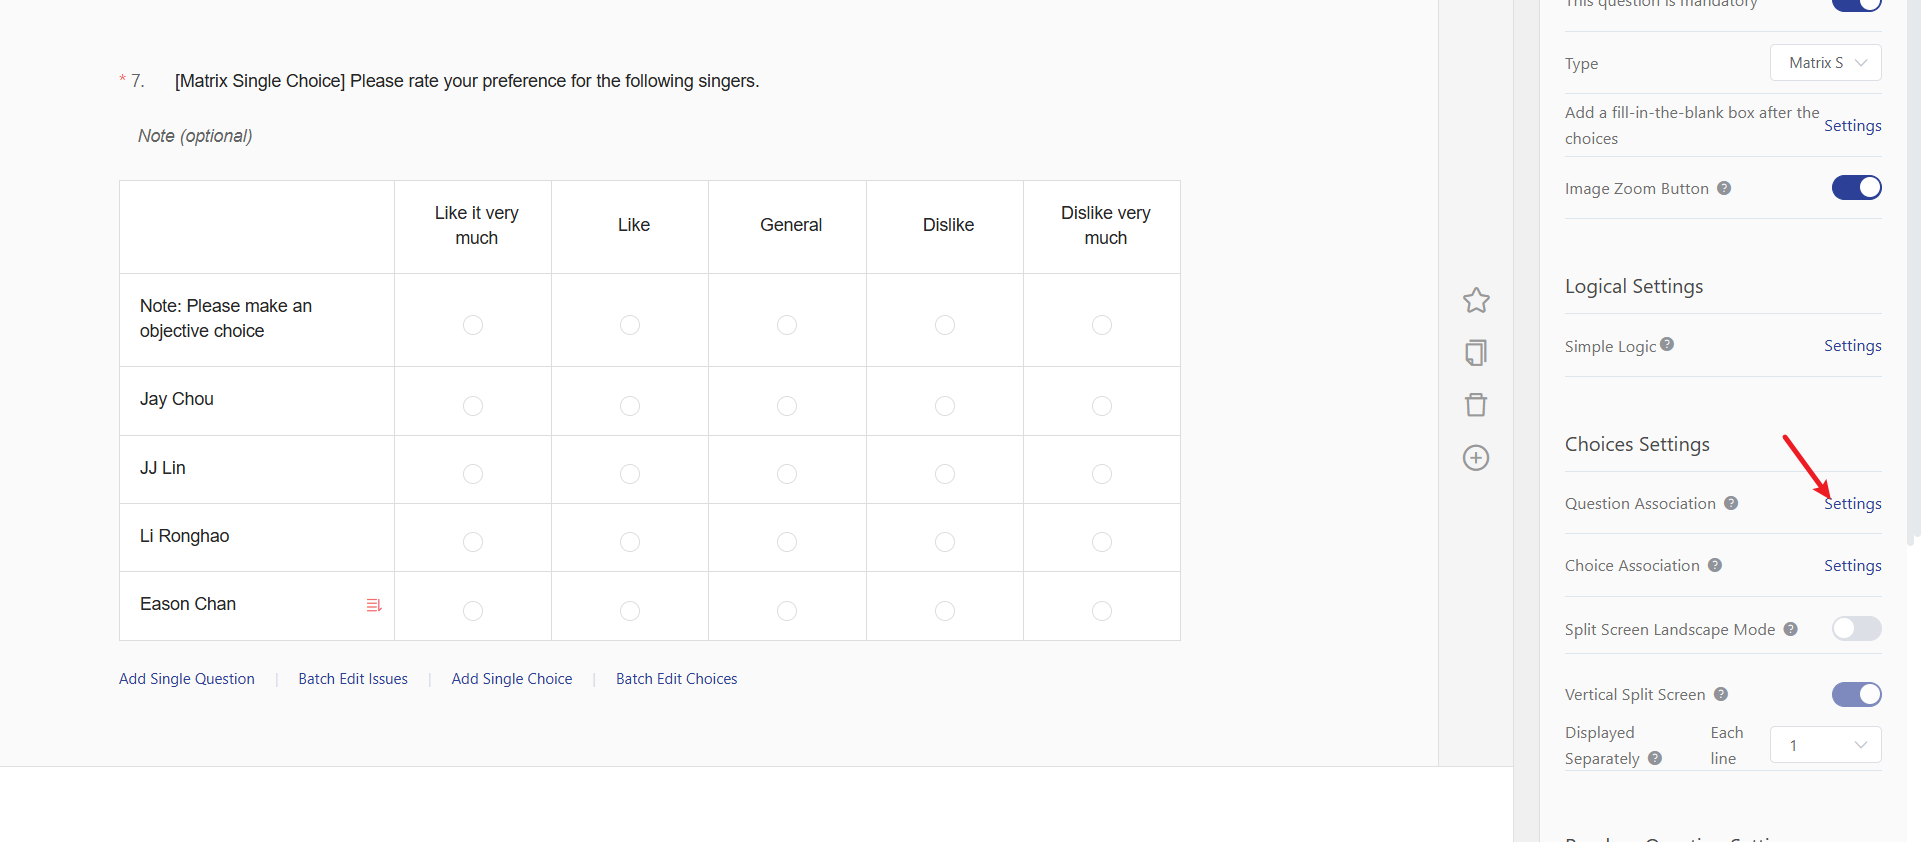 * 7. [Matrix Single Choice] Please rate your preference for the following singers.
Note (optional)
Like it very
much
Like
General
Dislike
Dislike very
much
Note: Please make an
objective choice
Jay Chou
JJ Lin
Li Ronghao
Eason Chan
Add Single Question | Batch Edit Issues | Add Single Choice | Batch Edit Choices
This question is mandatory
Type
Matrix S
Add a fill-in-the-blank box after the
choices
Settings
Image Zoom Button ?
Logical Settings
Simple Logic ?
Settings
Choices Settings
Question Association ?
Settings
Choice Association ?
Settings
Split Screen Landscape Mode ?
Vertical Split Screen ?
Displayed
Separately ?
Each
line
1